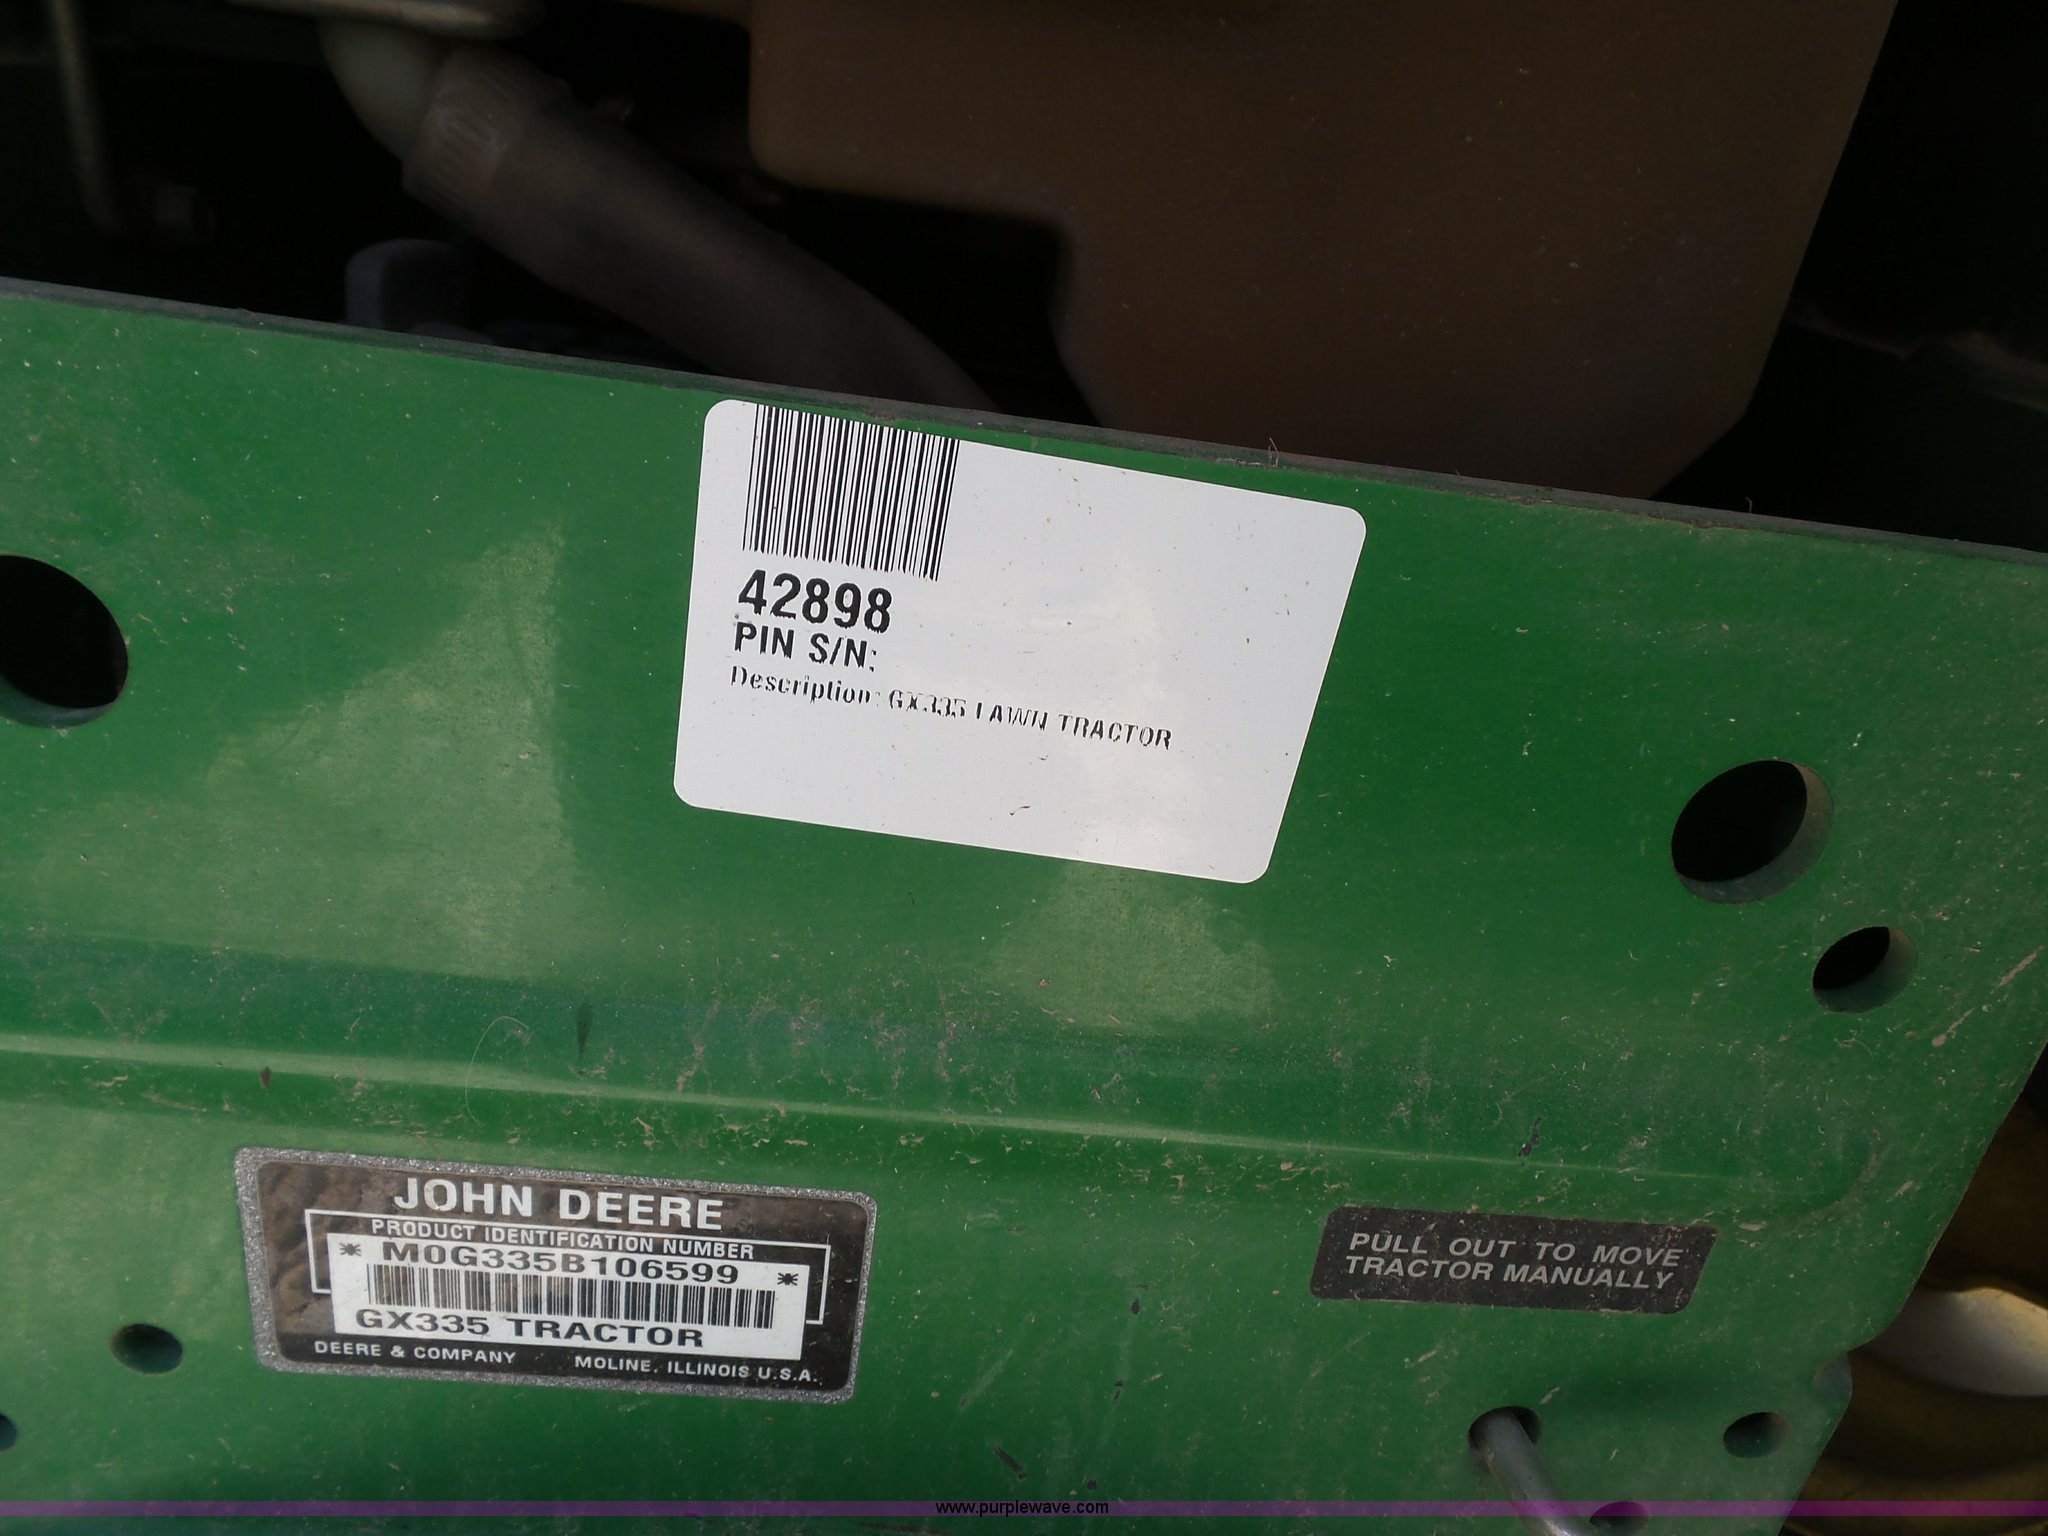 42898
PIN S/N:
Description: GX335 LAWN TRACTOR
JOHN DEERE
PRODUCT IDENTIFICATION NUMBER
* M0G335B106599 *
GX335 TRACTOR
DEERE & COMPANY MOLINE, ILLINOIS U.S.A.
PULL OUT TO MOVE
TRACTOR MANUALLY
www.purplewave.com